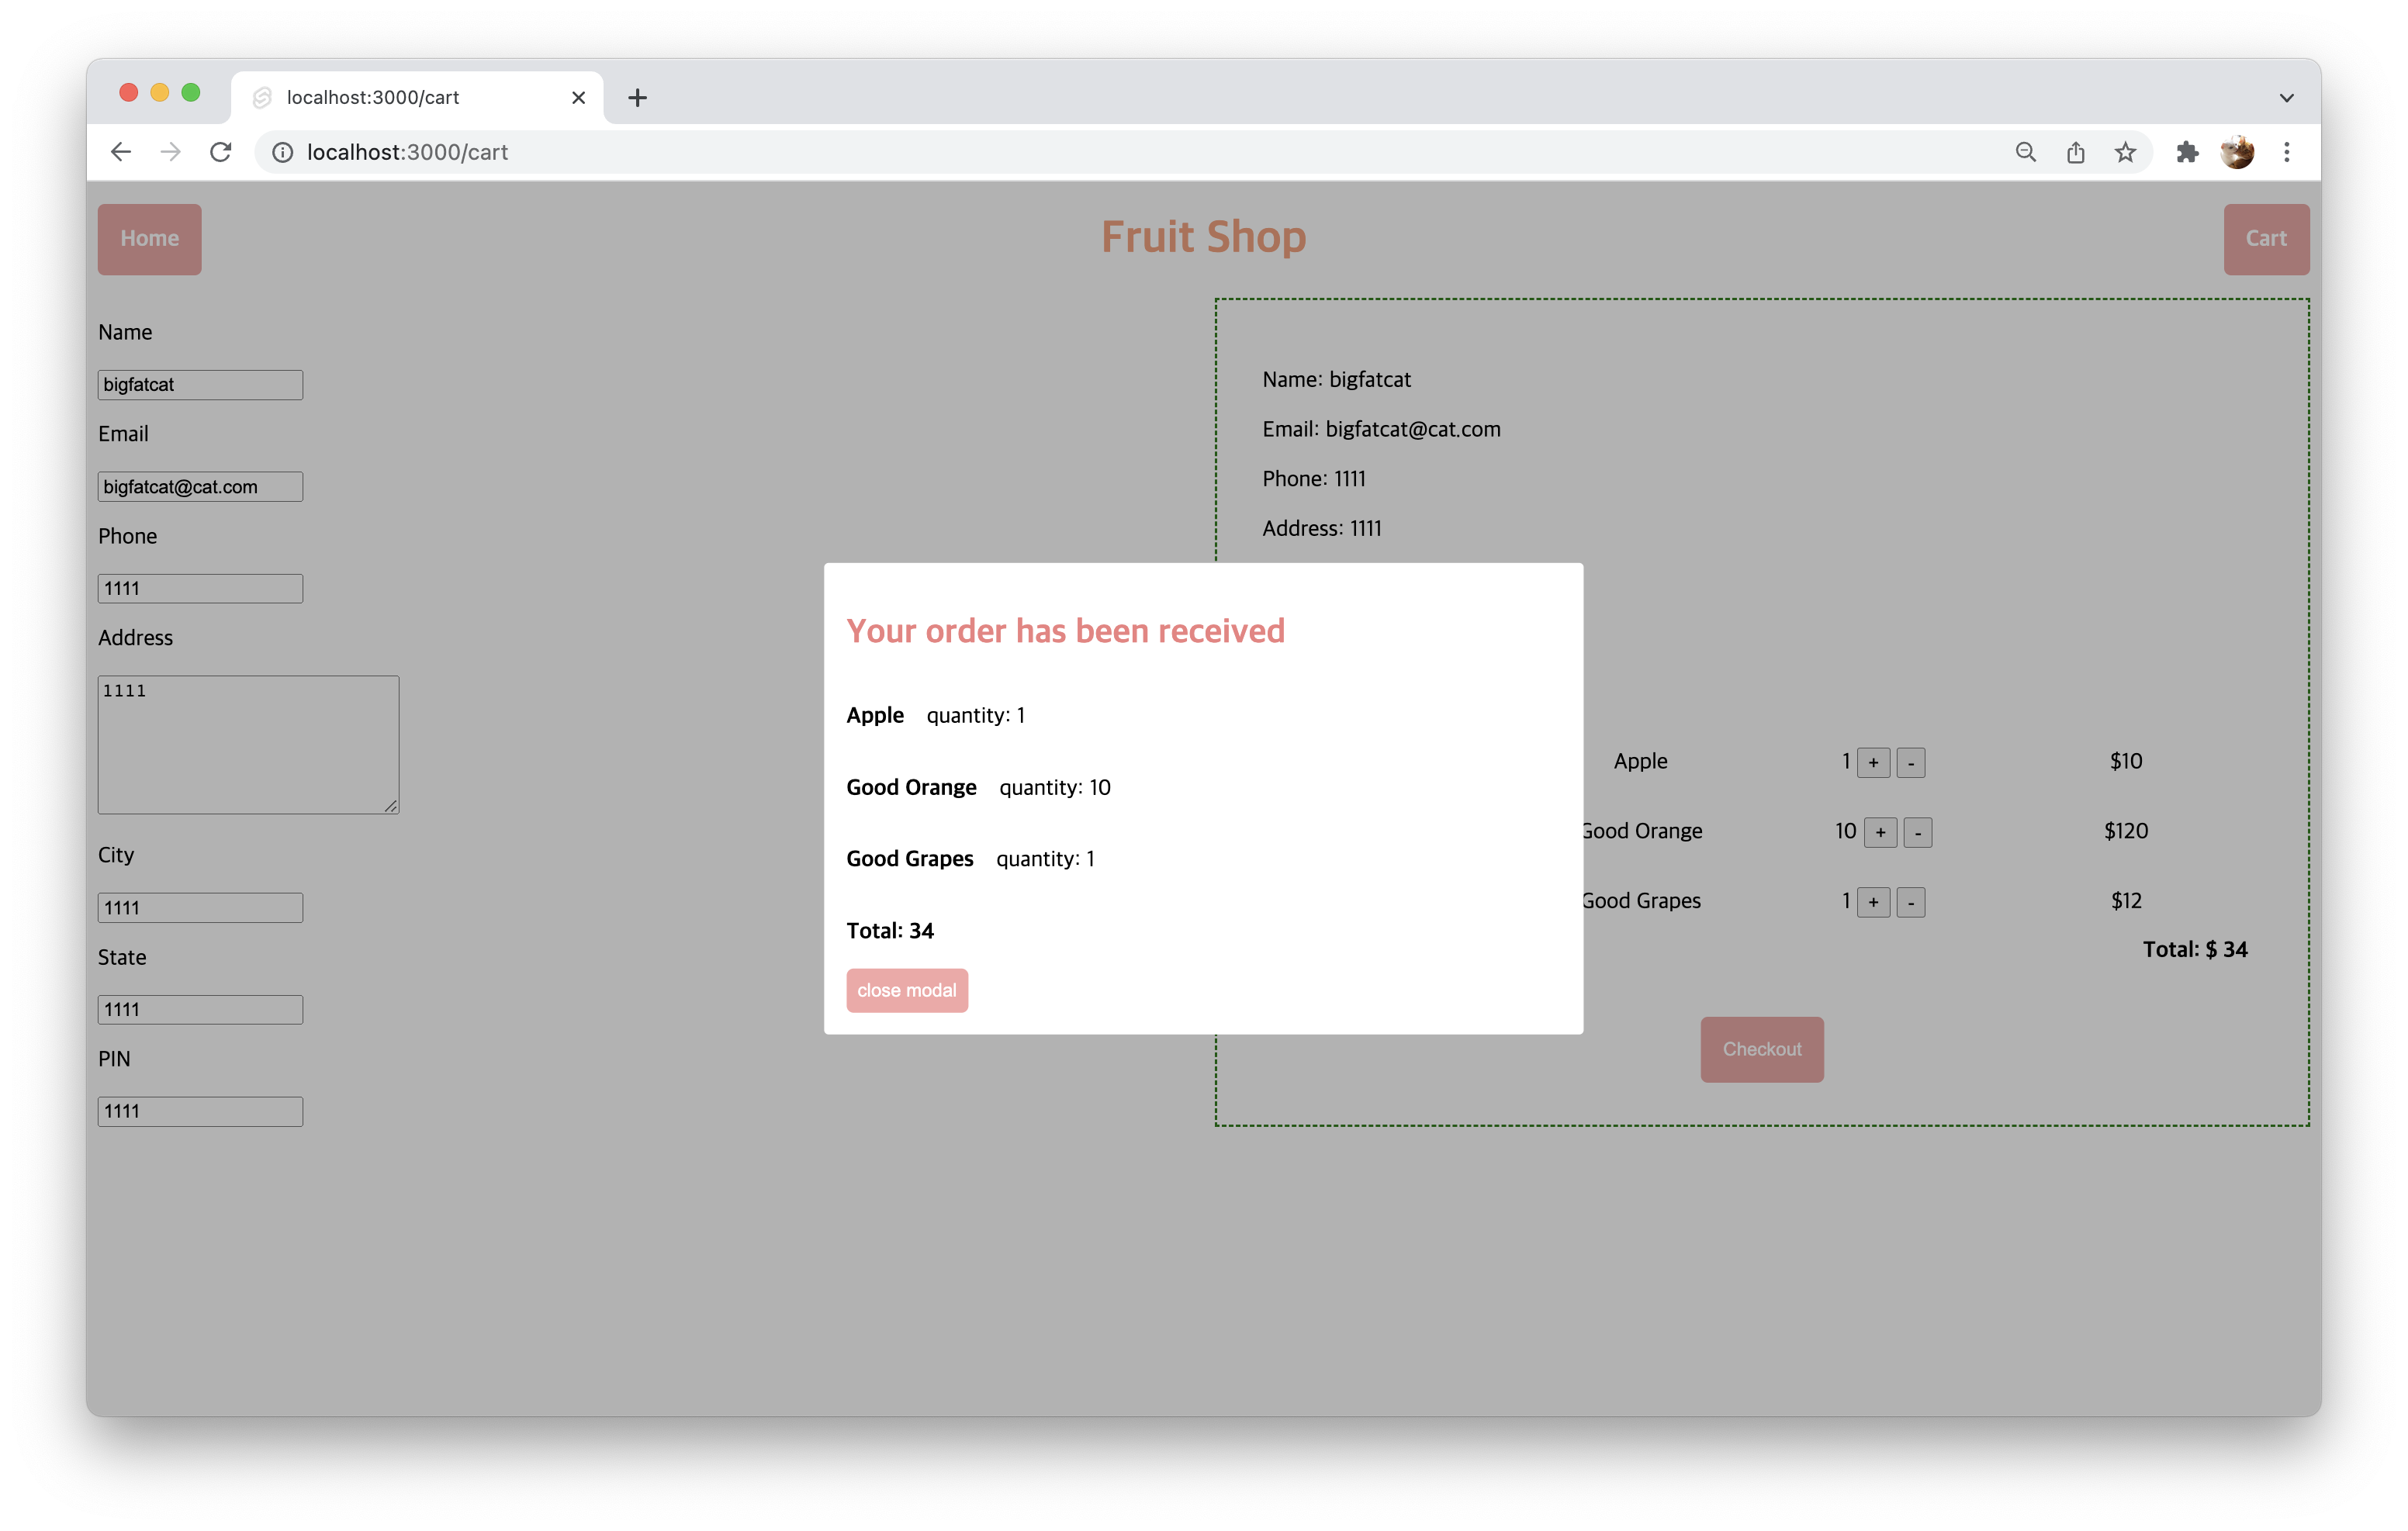 localhost:3000/cart
localhost:3000/cart
Home
Fruit Shop
Cart
Name
bigfatcat
Email
bigfatcat@cat.com
Phone
1111
Address
1111
City
1111
State
1111
PIN
1111
Name: bigfatcat
Email: bigfatcat@cat.com
Phone: 1111
Address: 1111
Apple 1 + - $10
Good Orange 10 + - $120
Good Grapes 1 + - $12
Total: $ 34
Checkout
Your order has been received
Apple quantity: 1
Good Orange quantity: 10
Good Grapes quantity: 1
Total: 34
close modal